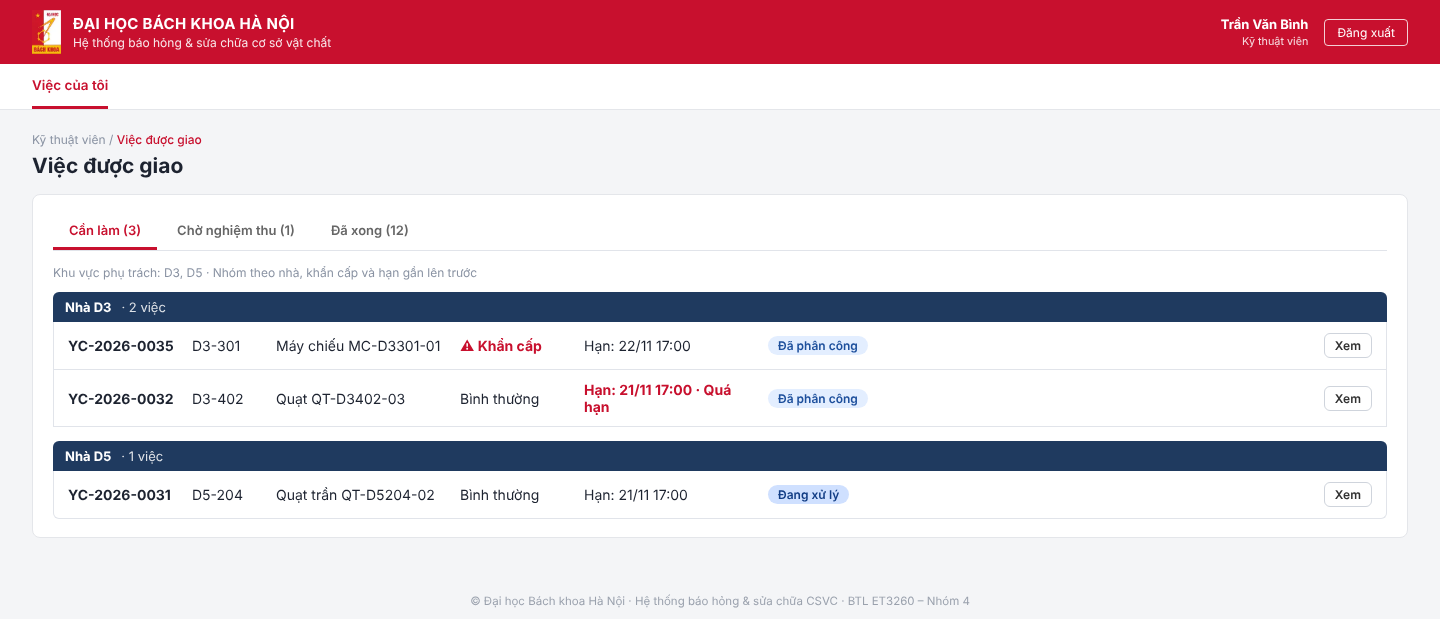 ĐẠI HỌC BÁCH KHOA HÀ NỘI
Hệ thống báo hỏng & sửa chữa cơ sở vật chất
Trần Văn Bình
Kỹ thuật viên
Đăng xuất
BÁCH KHOA
Việc của tôi
Kỹ thuật viên / Việc được giao
Việc được giao
Cần làm (3) Chờ nghiệm thu (1) Đã xong (12)
Khu vực phụ trách: D3, D5 · Nhóm theo nhà, khẩn cấp và hạn gần lên trước
Nhà D3 · 2 việc
YC-2026-0035 D3-301 Máy chiếu MC-D3301-01 ⚠ Khẩn cấp Hạn: 22/11 17:00 Đã phân công Xem
YC-2026-0032 D3-402 Quạt QT-D3402-03 Bình thường Hạn: 21/11 17:00 · Quá
hạn
Đã phân công Xem
Nhà D5 · 1 việc
YC-2026-0031 D5-204 Quạt trần QT-D5204-02 Bình thường Hạn: 21/11 17:00 Đang xử lý Xem
© Đại học Bách khoa Hà Nội · Hệ thống báo hỏng & sửa chữa CSVC · BTL ET3260 – Nhóm 4